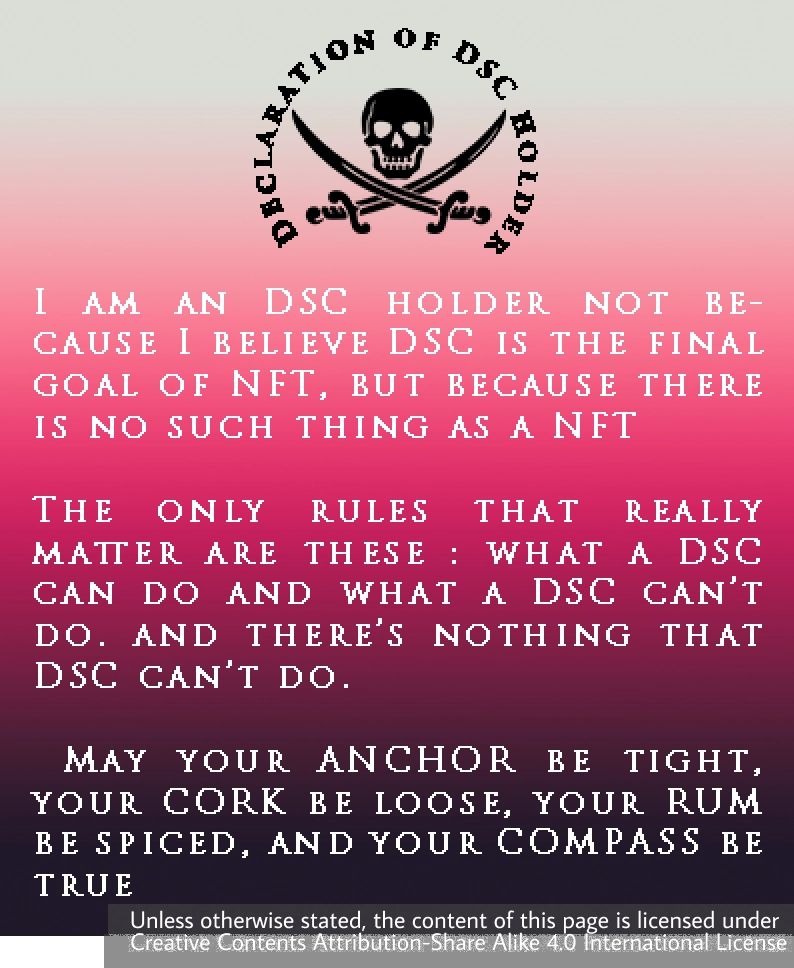 DECLARATION OF DSC HOLDER
I AM AN DSC HOLDER NOT BE-
CAUSE I BELIEVE DSC IS THE FINAL
GOAL OF NFT, BUT BECAUSE THERE
IS NO SUCH THING AS A NFT
THE ONLY RULES THAT REALLY
MATTER ARE THESE : WHAT A DSC
CAN DO AND WHAT A DSC CAN'T
DO. AND THERE'S NOTHING THAT
DSC CAN'T DO.
MAY YOUR ANCHOR BE TIGHT,
YOUR CORK BE LOOSE, YOUR RUM
BE SPICED, AND YOUR COMPASS BE
TRUE
Unless otherwise stated, the content of this page is licensed under
Creative Contents Attribution-Share Alike 4.0 International License